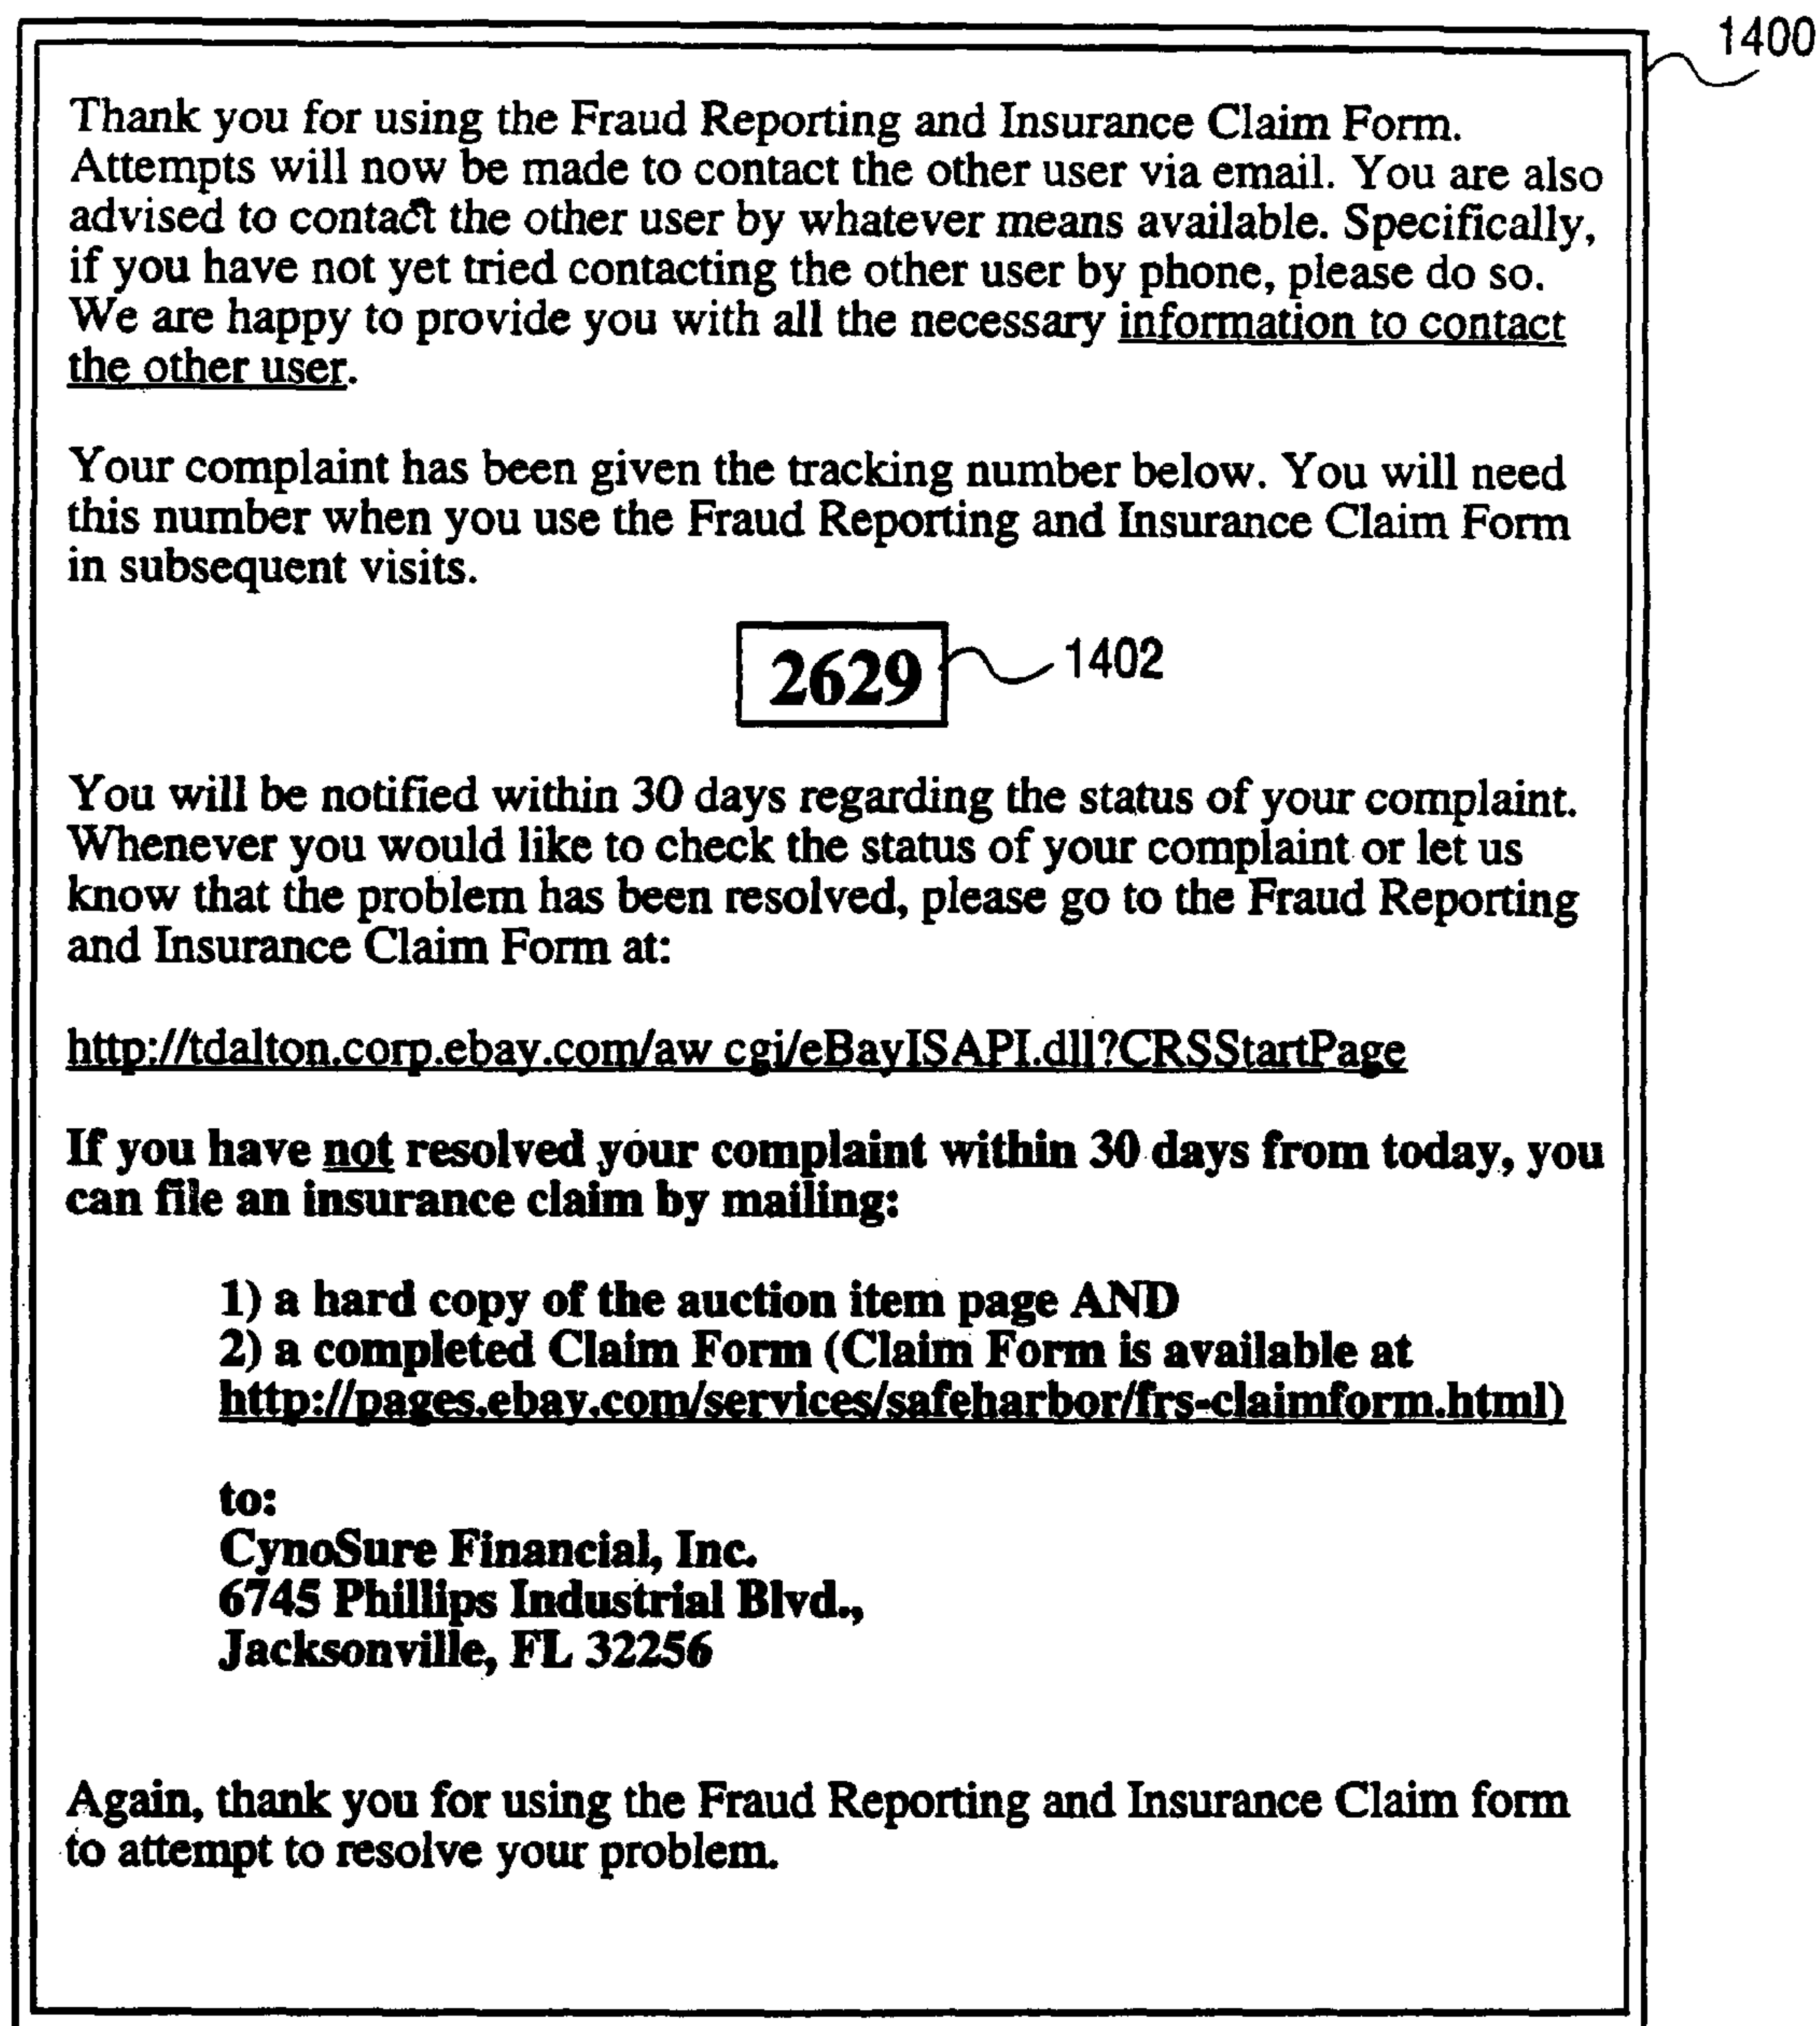 1400
Thank you for using the Fraud Reporting and Insurance Claim Form.
Attempts will now be made to contact the other user via email. You are also
advised to contact the other user by whatever means available. Specifically,
if you have not yet tried contacting the other user by phone, please do so.
We are happy to provide you with all the necessary information to contact
the other user.
Your complaint has been given the tracking number below. You will need
this number when you use the Fraud Reporting and Insurance Claim Form
in subsequent visits.
2629 1402
You will be notified within 30 days regarding the status of your complaint.
Whenever you would like to check the status of your complaint or let us
know that the problem has been resolved, please go to the Fraud Reporting
and Insurance Claim Form at:
http://tdalton.corp.ebay.com/aw cgi/eBayISAPI.dll?CRSStartPage
If you have not resolved your complaint within 30 days from today, you
can file an insurance claim by mailing:
1) a hard copy of the auction item page AND
2) a completed Claim Form (Claim Form is available at
http://pages.ebay.com/services/safeharbor/frs-claimform.html)
to:
CynoSure Financial, Inc.
6745 Phillips Industrial Blvd.,
Jacksonville, FL 32256
Again, thank you for using the Fraud Reporting and Insurance Claim form
to attempt to resolve your problem.